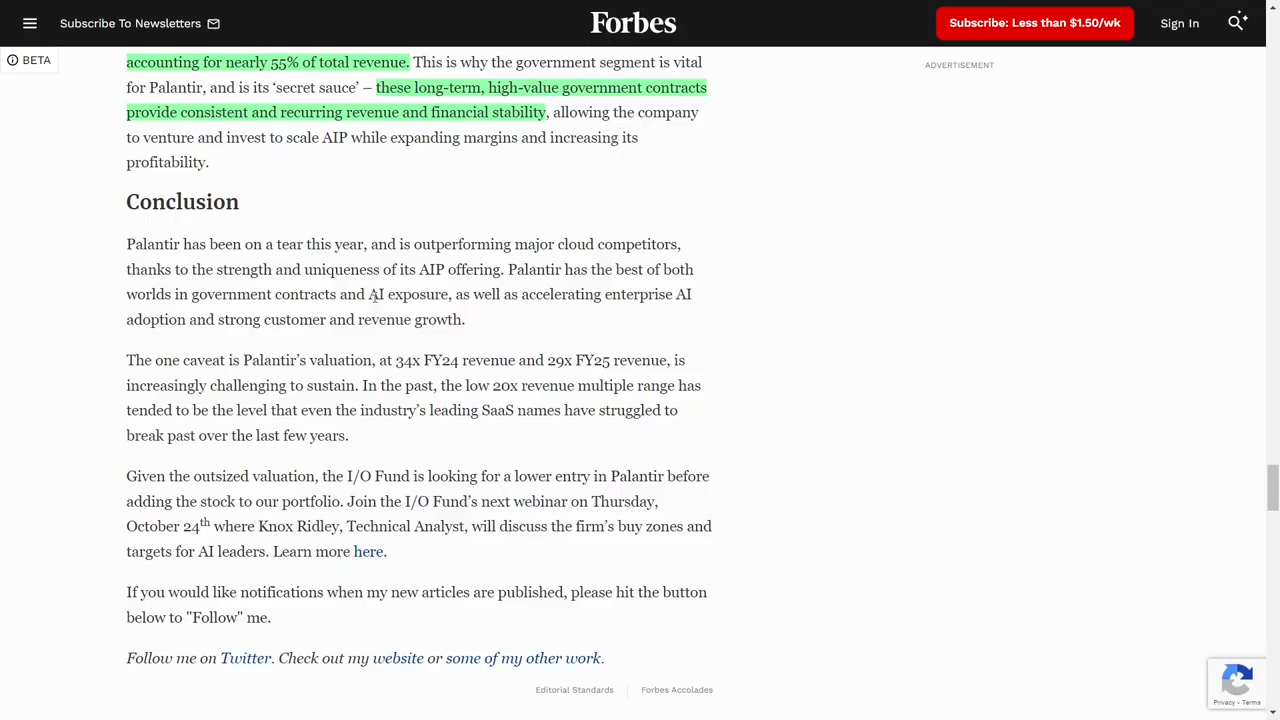 Subscribe To Newsletters
Forbes
Subscribe: Less than $1.50/wk
Sign In
BETA
ADVERTISEMENT
accounting for nearly 55% of total revenue. This is why the government segment is vital
for Palantir, and is its ‘secret sauce’ – these long-term, high-value government contracts
provide consistent and recurring revenue and financial stability, allowing the company
to venture and invest to scale AIP while expanding margins and increasing its
profitability.
Conclusion
Palantir has been on a tear this year, and is outperforming major cloud competitors,
thanks to the strength and uniqueness of its AIP offering. Palantir has the best of both
worlds in government contracts and AI exposure, as well as accelerating enterprise AI
adoption and strong customer and revenue growth.
The one caveat is Palantir’s valuation, at 34x FY24 revenue and 29x FY25 revenue, is
increasingly challenging to sustain. In the past, the low 20x revenue multiple range has
tended to be the level that even the industry’s leading SaaS names have struggled to
break past over the last few years.
Given the outsized valuation, the I/O Fund is looking for a lower entry in Palantir before
adding the stock to our portfolio. Join the I/O Fund’s next webinar on Thursday,
October 24th where Knox Ridley, Technical Analyst, will discuss the firm’s buy zones and
targets for AI leaders. Learn more here.
If you would like notifications when my new articles are published, please hit the button
below to "Follow" me.
Follow me on Twitter. Check out my website or some of my other work.
Editorial Standards
Forbes Accolades
Privacy - Terms